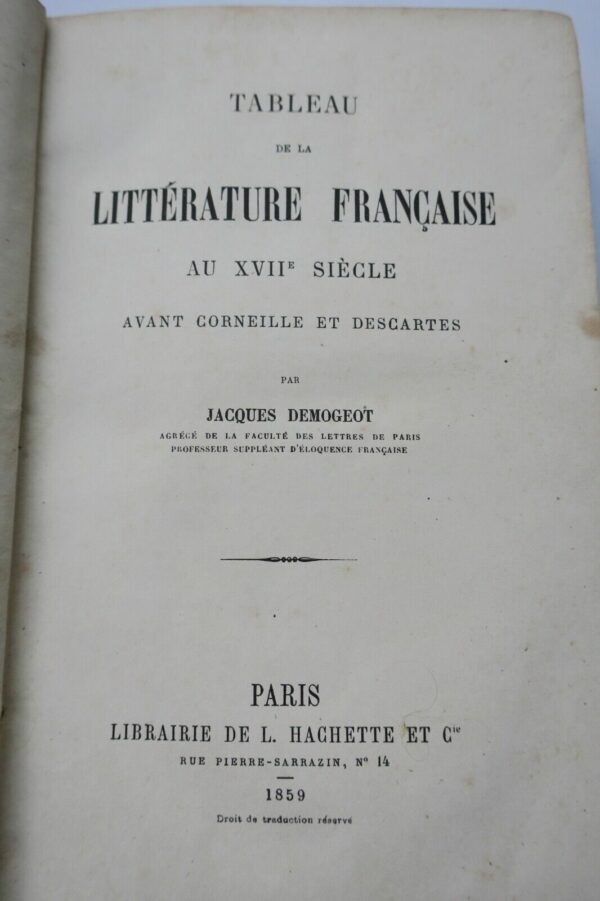 TABLEAU
DE LA
LITTÉRATURE FRANÇAISE
AU XVIIᴱ SIÈCLE
AVANT CORNEILLE ET DESCARTES
PAR
JACQUES DEMOGEOT
AGRÉGÉ DE LA FACULTÉ DES LETTRES DE PARIS
PROFESSEUR SUPPLÉANT D'ÉLOQUENCE FRANÇAISE
PARIS
LIBRAIRIE DE L. HACHETTE ET Cⁱᵉ
RUE PIERRE-SARRAZIN, Nº 14
1859
Droit de traduction réservé